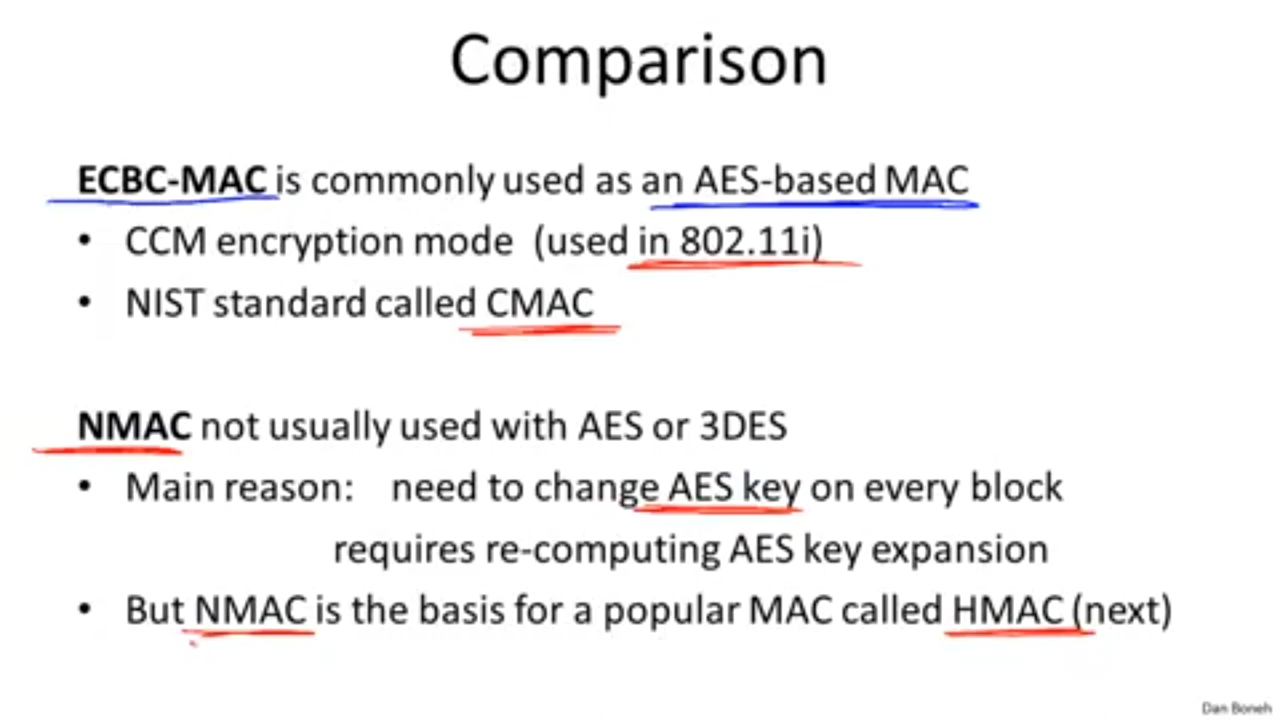 Comparison
ECBC-MAC is commonly used as an AES-based MAC
• CCM encryption mode (used in 802.11i)
• NIST standard called CMAC
NMAC not usually used with AES or 3DES
• Main reason: need to change AES key on every block
requires re-computing AES key expansion
• But NMAC is the basis for a popular MAC called HMAC (next)
Dan Boneh